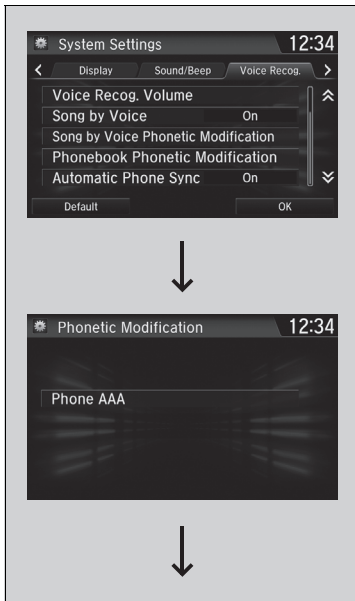 System Settings 12:34
< Display Sound/Beep Voice Recog. >
Voice Recog. Volume
Song by Voice On
Song by Voice Phonetic Modification
Phonebook Phonetic Modification
Automatic Phone Sync On
Default OK
Phonetic Modification 12:34
Phone AAA